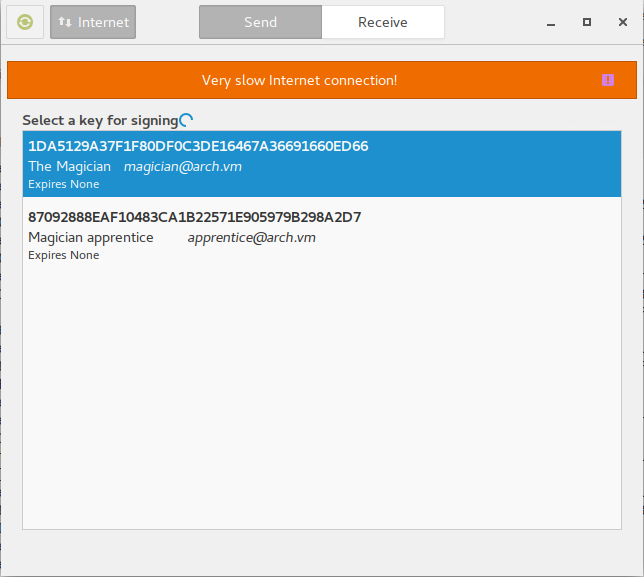 Internet
Send
Receive
Very slow Internet connection!
Select a key for signing
1DA5129A37F1F80DF0C3DE16467A36691660ED66
The Magician magician@arch.vm
Expires None
87092888EAF10483CA1B22571E905979B298A2D7
Magician apprentice apprentice@arch.vm
Expires None